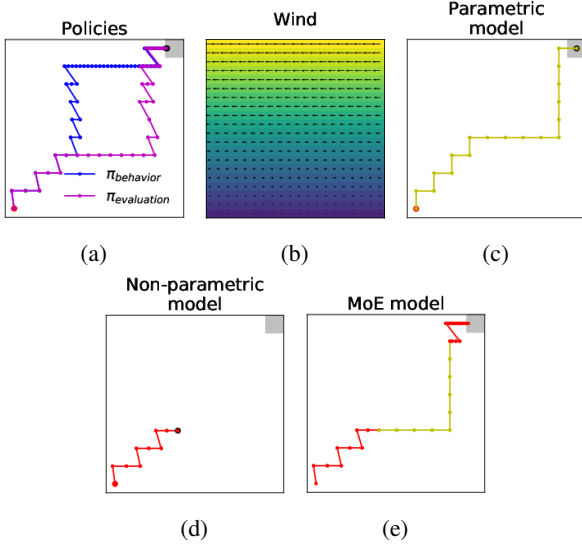 Policies
Wind
Parametric
model
π_behavior
π_evaluation
(a)
(b)
(c)
Non-parametric
model
MoE model
(d)
(e)